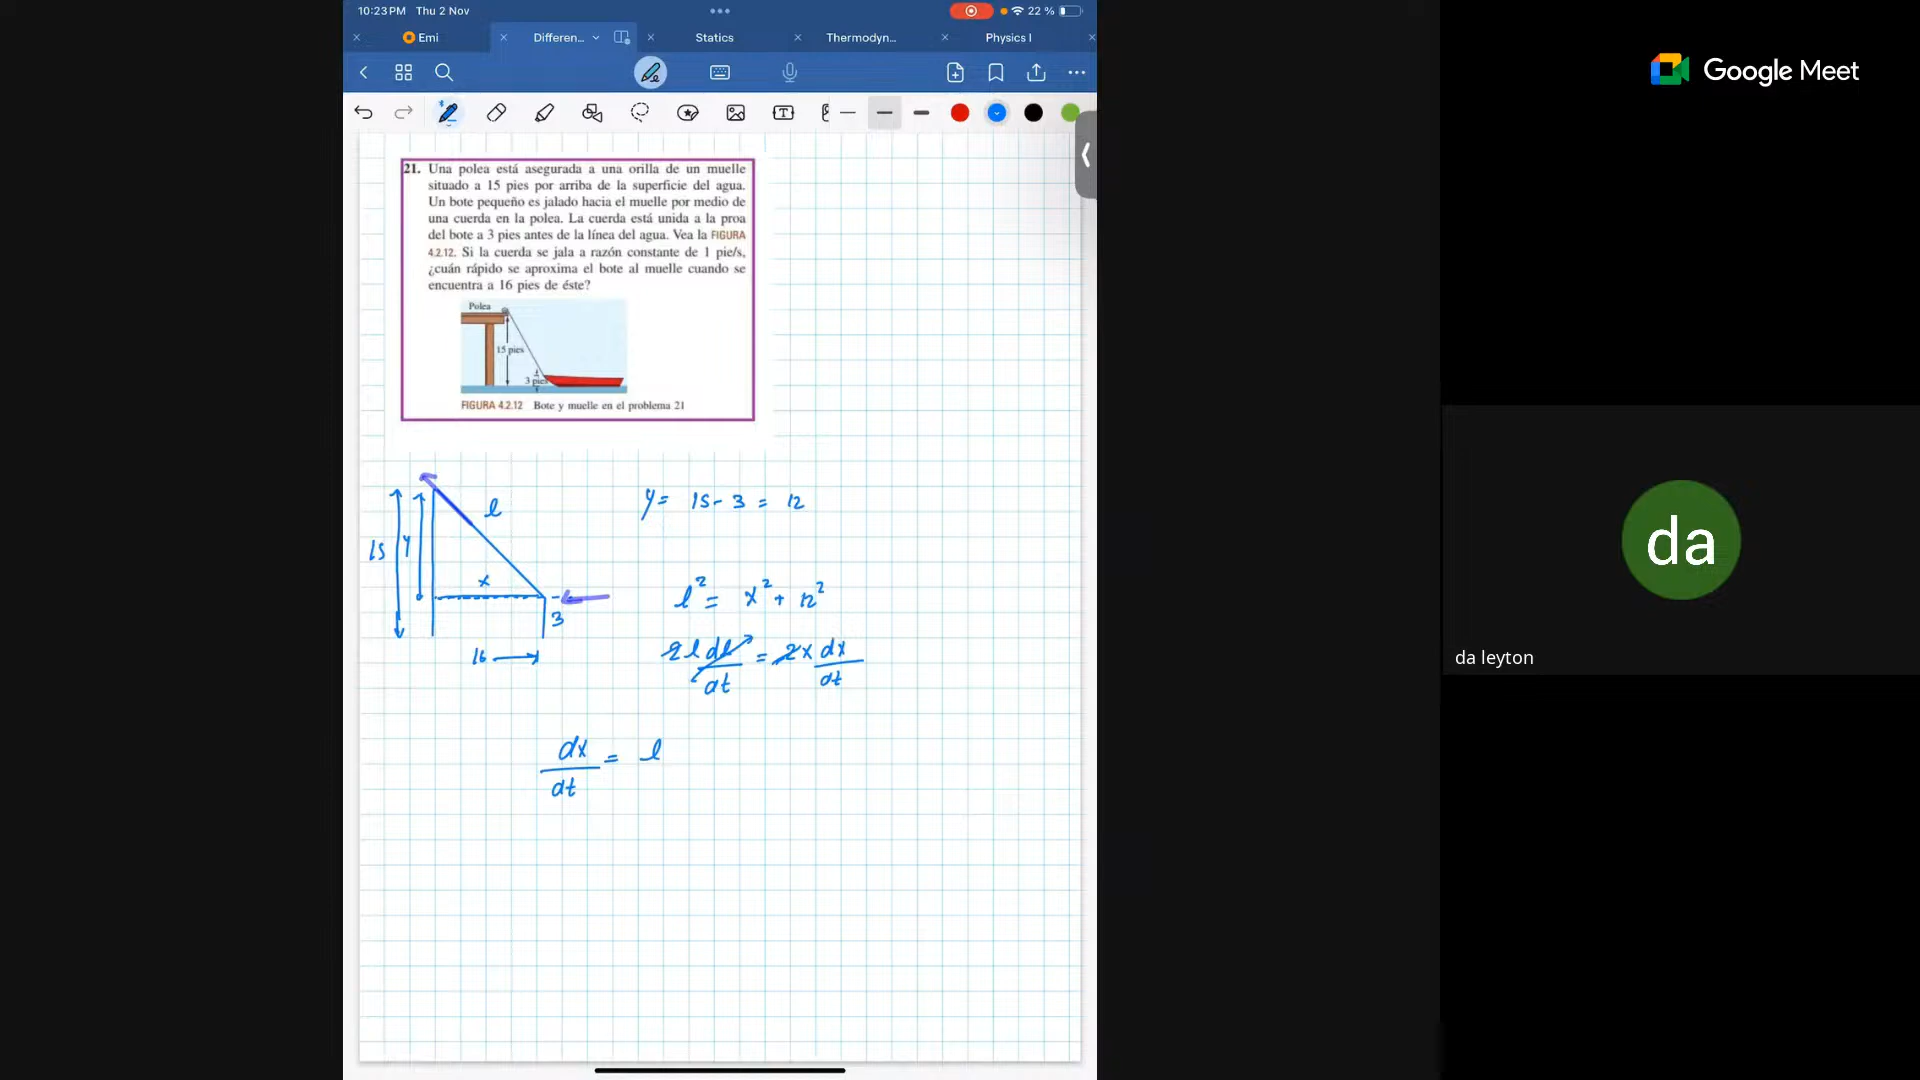 10:23 PM Thu 2 Nov
22 %
Emi
Differen...
Statics
Thermodyn...
Physics I
Google Meet
21. Una polea está asegurada a una orilla de un muelle
situado a 15 pies por arriba de la superficie del agua.
Un bote pequeño es jalado hacia el muelle por medio de
una cuerda en la polea. La cuerda está unida a la proa
del bote a 3 pies antes de la línea del agua. Vea la FIGURA
4.2.12. Si la cuerda se jala a razón constante de 1 pie/s,
¿cuán rápido se aproxima el bote al muelle cuando se
encuentra a 16 pies de éste?
Polea
15 pies
3 pies
FIGURA 4.2.12 Bote y muelle en el problema 21
l
y = 15 - 3 = 12
15
y
x
3
16
l² = x² + 12²
2l dl/dt = 2x dx/dt
dx/dt = l
da
da leyton